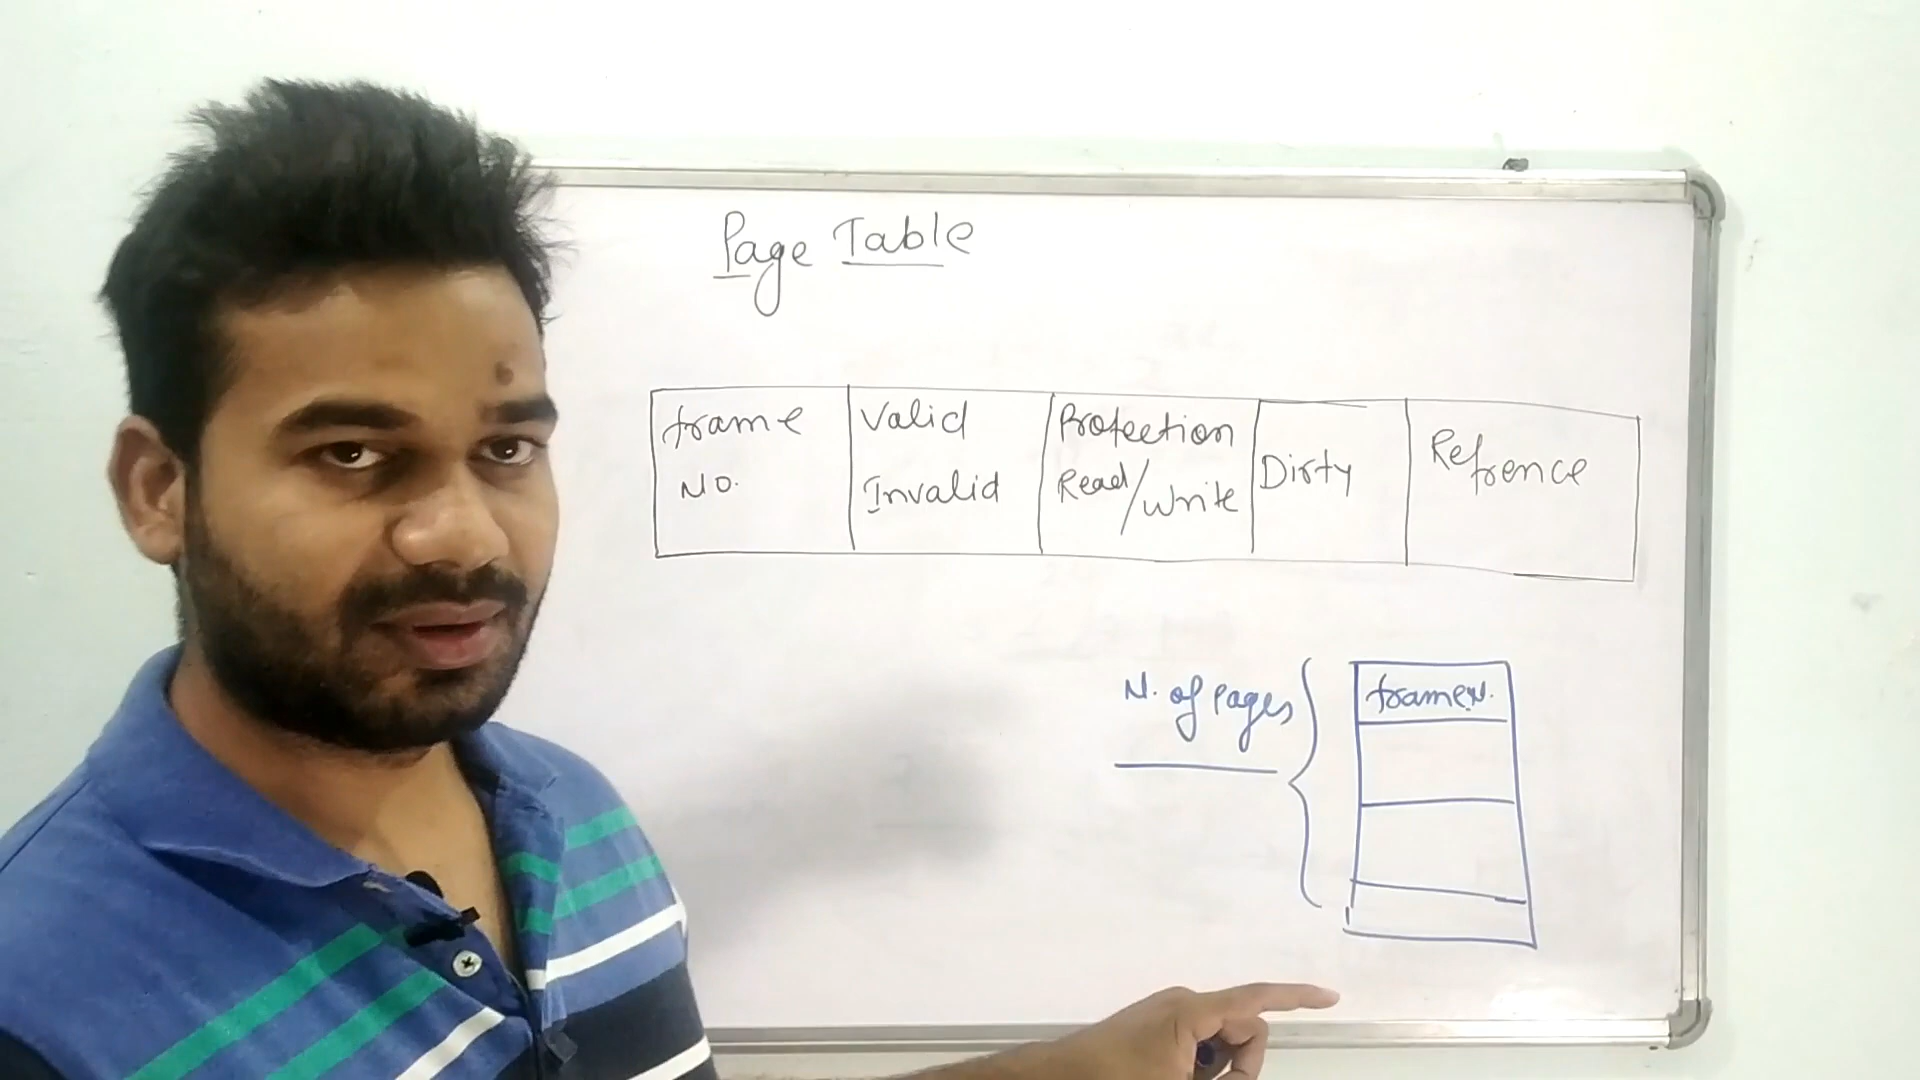 Page Table
frame
No.
Valid
Invalid
Protection
Read/Write
Dirty
Refrence
N. of pages
frame N.